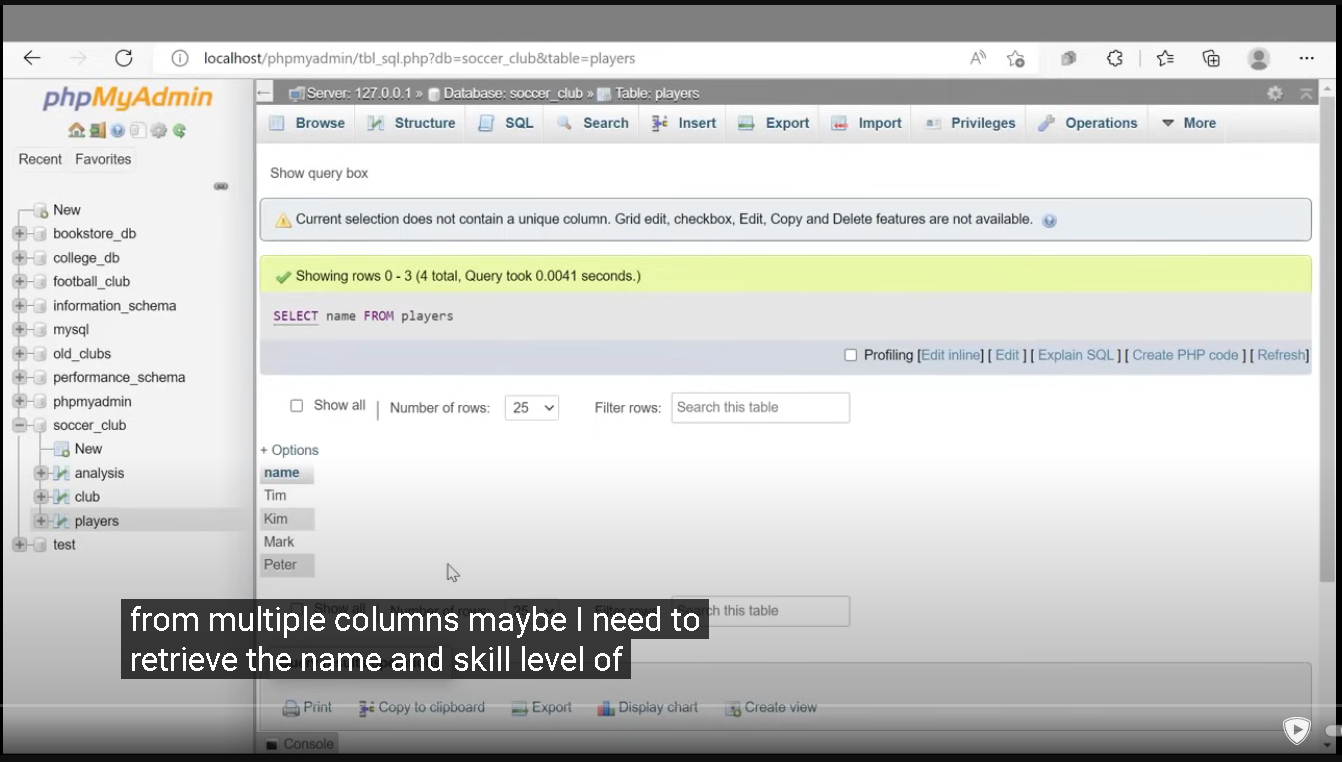 localhost/phpmyadmin/tbl_sql.php?db=soccer_club&table=players
phpMyAdmin
Recent Favorites
New
bookstore_db
college_db
football_club
information_schema
mysql
old_clubs
performance_schema
phpmyadmin
soccer_club
New
analysis
club
players
test
Server: 127.0.0.1 » Database: soccer_club » Table: players
Browse Structure SQL Search Insert Export Import Privileges Operations More
Show query box
Current selection does not contain a unique column. Grid edit, checkbox, Edit, Copy and Delete features are not available.
Showing rows 0 - 3 (4 total, Query took 0.0041 seconds.)
SELECT name FROM players
Profiling [Edit inline] [ Edit ] [ Explain SQL ] [ Create PHP code ] [ Refresh]
Show all | Number of rows: 25 Filter rows: Search this table
+ Options
name
Tim
Kim
Mark
Peter
Show all Number of rows: 25 Filter rows: Search this table
from multiple columns maybe I need to
retrieve the name and skill level of
Print Copy to clipboard Export Display chart Create view
Console